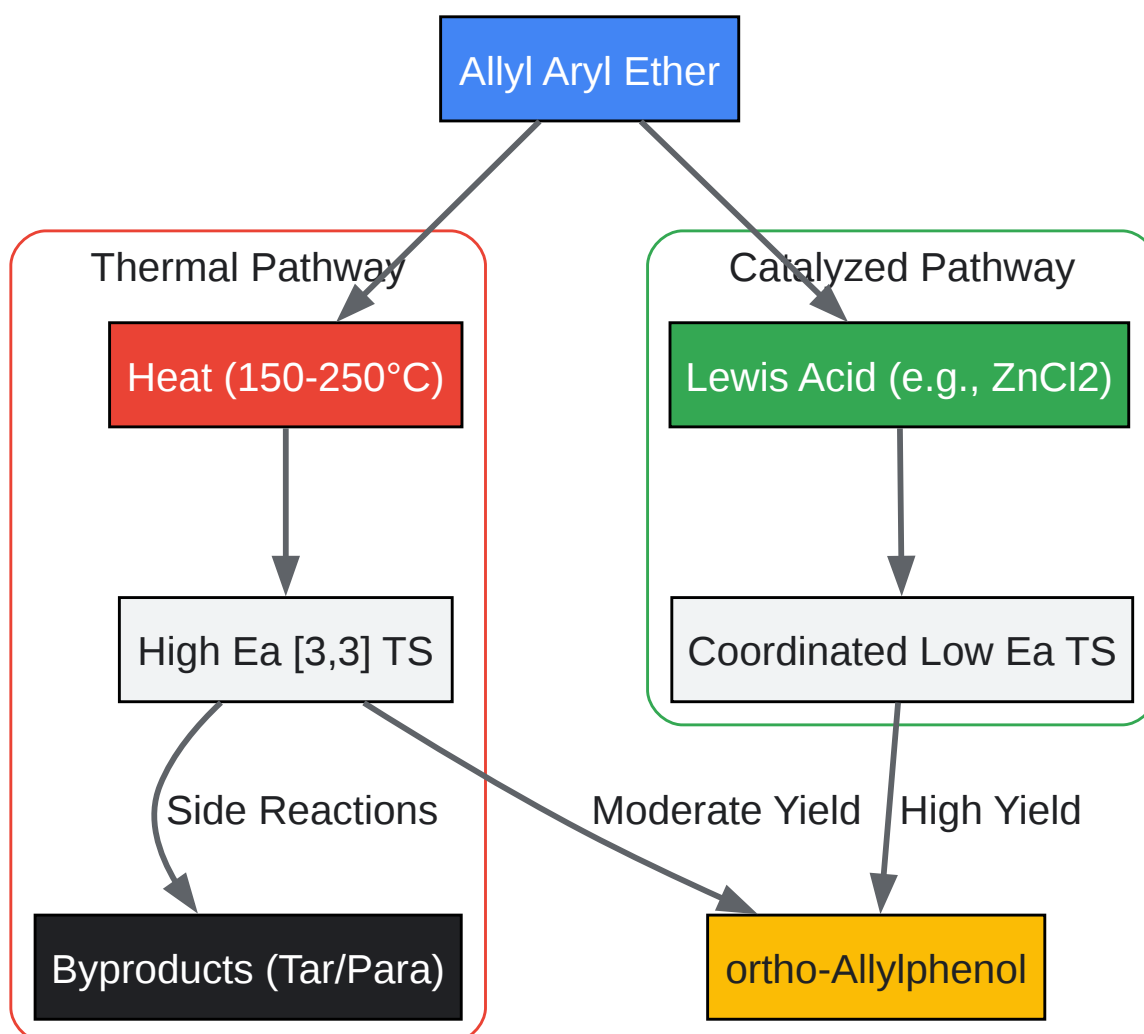 Allyl Aryl Ether
Thermal Pathway
Catalyzed Pathway
Heat (150-250°C)
Lewis Acid (e.g., ZnCl2)
High Ea [3,3] TS
Coordinated Low Ea TS
Side Reactions
Moderate Yield
High Yield
Byproducts (Tar/Para)
ortho-Allylphenol